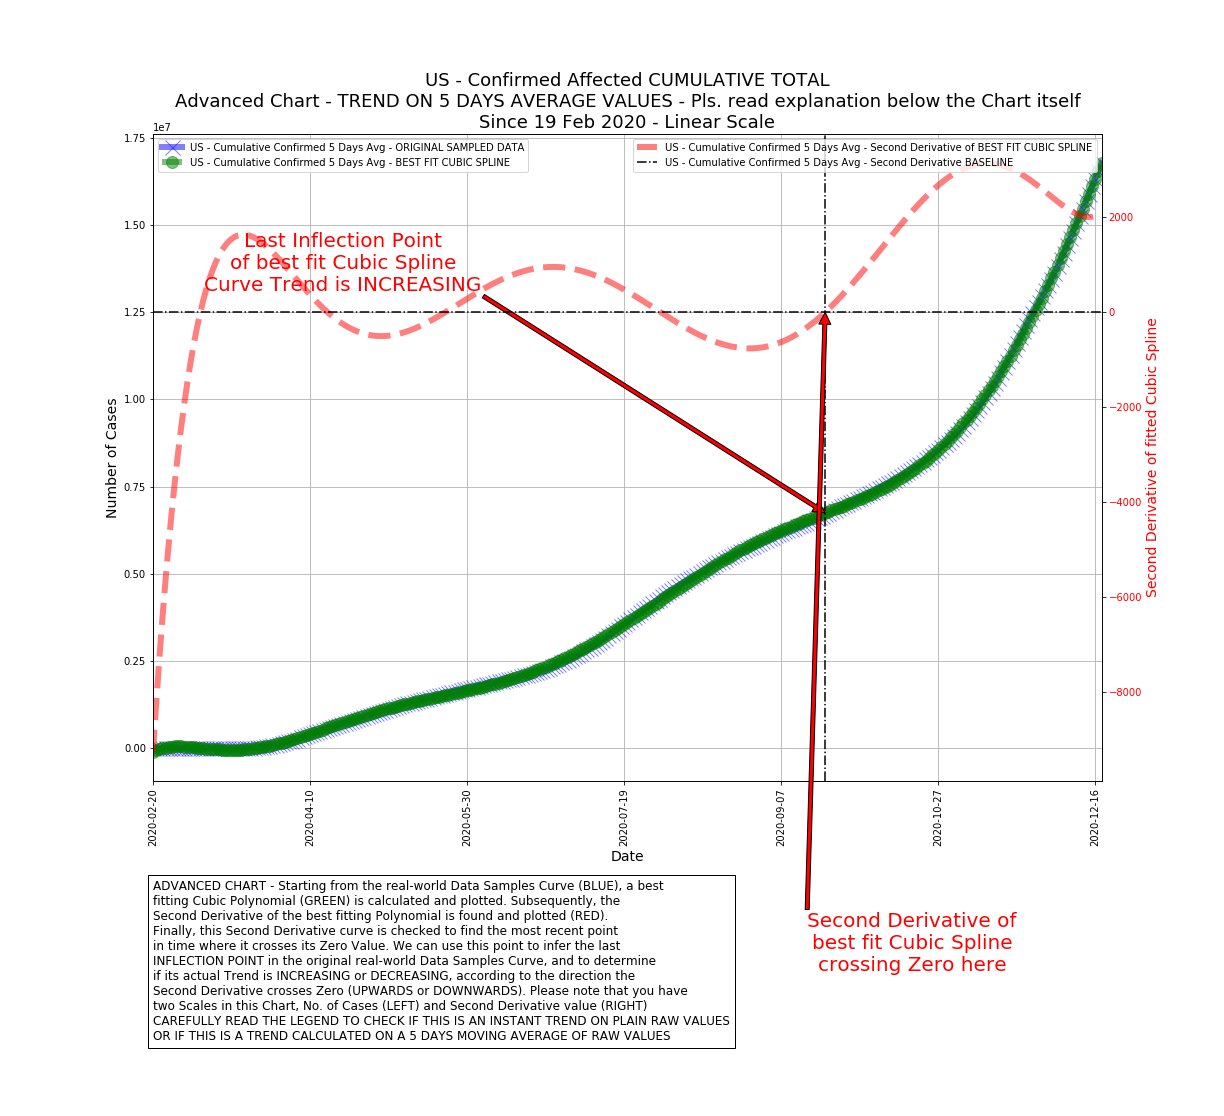 US - Confirmed Affected CUMULATIVE TOTAL
Advanced Chart - TREND ON 5 DAYS AVERAGE VALUES - Pls. read explanation below the Chart itself
Since 19 Feb 2020 - Linear Scale
1e7
US - Cumulative Confirmed 5 Days Avg - ORIGINAL SAMPLED DATA
US - Cumulative Confirmed 5 Days Avg - BEST FIT CUBIC SPLINE
US - Cumulative Confirmed 5 Days Avg - Second Derivative of BEST FIT CUBIC SPLINE
US - Cumulative Confirmed 5 Days Avg - Second Derivative BASELINE
Last Inflection Point
of best fit Cubic Spline
Curve Trend is INCREASING
1.75
1.50
1.25
1.00
0.75
0.50
0.25
0.00
Number of Cases
2000
0
−2000
−4000
−6000
−8000
Second Derivative of fitted Cubic Spline
2020-02-20
2020-04-10
2020-05-30
2020-07-19
2020-09-07
2020-10-27
2020-12-16
Date
ADVANCED CHART - Starting from the real-world Data Samples Curve (BLUE), a best
fitting Cubic Polynomial (GREEN) is calculated and plotted. Subsequently, the
Second Derivative of the best fitting Polynomial is found and plotted (RED).
Finally, this Second Derivative curve is checked to find the most recent point
in time where it crosses its Zero Value. We can use this point to infer the last
INFLECTION POINT in the original real-world Data Samples Curve, and to determine
if its actual Trend is INCREASING or DECREASING, according to the direction the
Second Derivative crosses Zero (UPWARDS or DOWNWARDS). Please note that you have
two Scales in this Chart, No. of Cases (LEFT) and Second Derivative value (RIGHT)
CAREFULLY READ THE LEGEND TO CHECK IF THIS IS AN INSTANT TREND ON PLAIN RAW VALUES
OR IF THIS IS A TREND CALCULATED ON A 5 DAYS MOVING AVERAGE OF RAW VALUES
Second Derivative of
best fit Cubic Spline
crossing Zero here